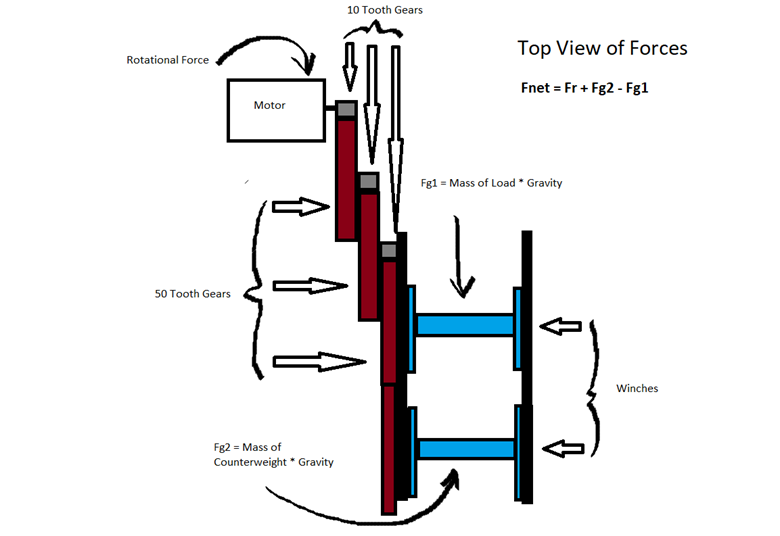 10 Tooth Gears
Top View of Forces
Rotational Force
Fnet = Fr + Fg2 - Fg1
Motor
Fg1 = Mass of Load * Gravity
50 Tooth Gears
Winches
Fg2 = Mass of
Counterweight * Gravity